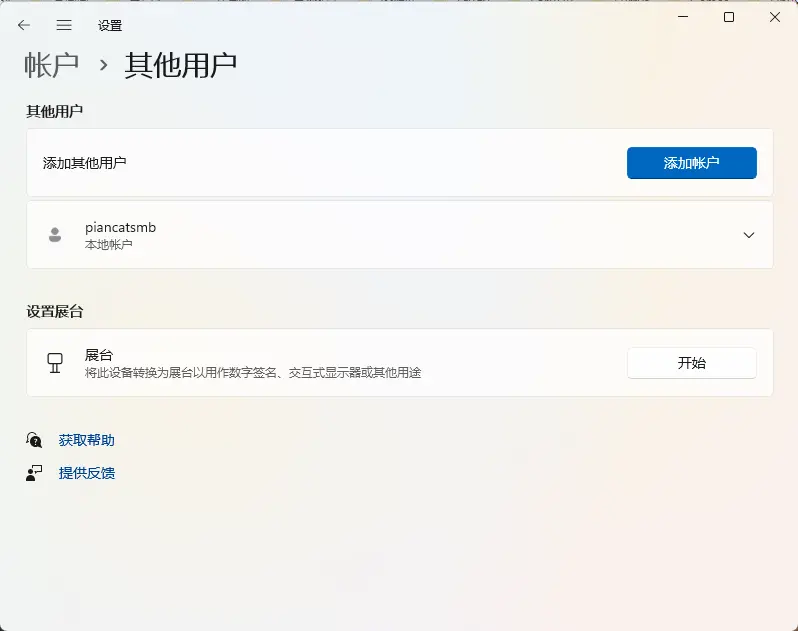 设置
帐户 › 其他用户
其他用户
添加其他用户
添加帐户
piancatsmb
本地帐户
设置展台
展台
将此设备转换为展台以用作数字签名、交互式显示器或其他用途
开始
获取帮助
提供反馈